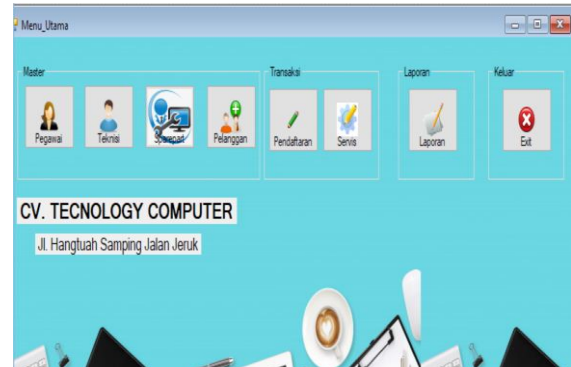 Menu_Utama
Master
Transaksi
Laporan
Keluar
Pegawai
Teknisi
Sparepart
Pelanggan
Pendaftaran
Servis
Laporan
Exit
CV. TECNOLOGY COMPUTER
Jl. Hangtuah Samping Jalan Jeruk